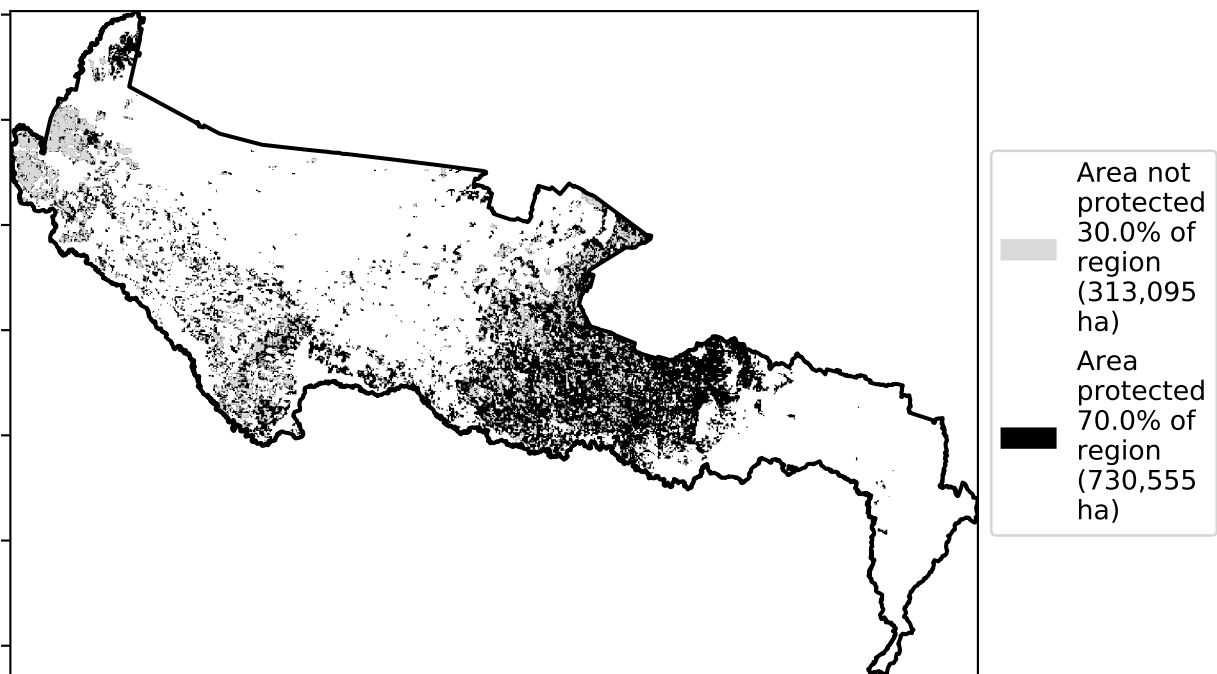 Area not
protected
30.0% of
region
(313,095
ha)
Area
protected
70.0% of
region
(730,555
ha)